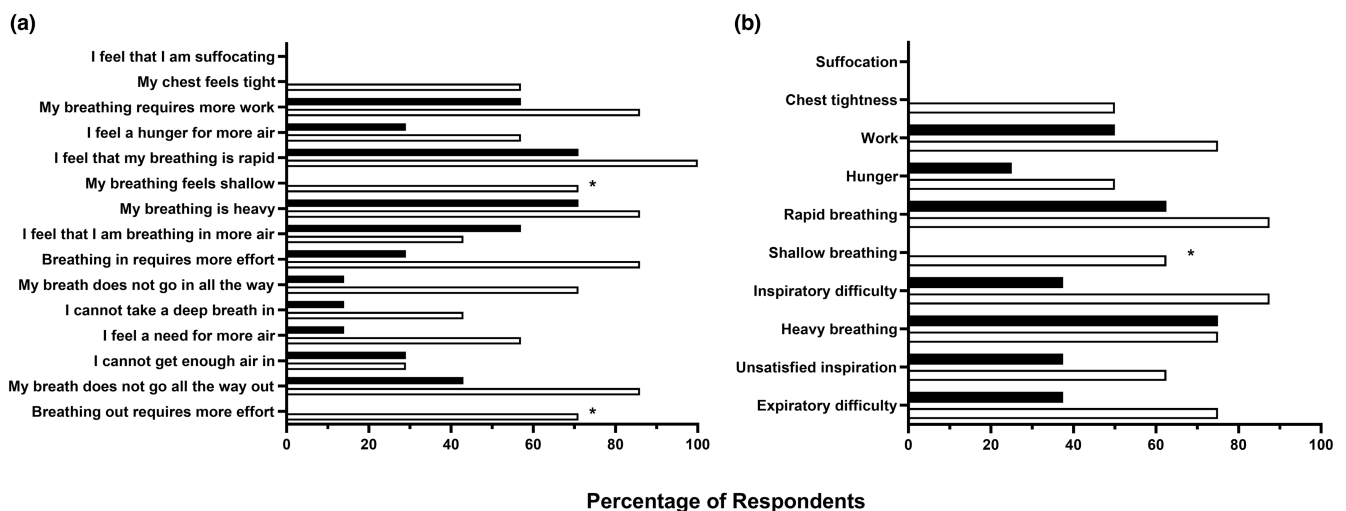 (a)
I feel that I am suffocating
My chest feels tight
My breathing requires more work
I feel a hunger for more air
I feel that my breathing is rapid
My breathing feels shallow
*
My breathing is heavy
I feel that I am breathing in more air
Breathing in requires more effort
My breath does not go in all the way
I cannot take a deep breath in
I feel a need for more air
I cannot get enough air in
My breath does not go all the way out
Breathing out requires more effort
*
0 20 40 60 80 100
(b)
Suffocation
Chest tightness
Work
Hunger
Rapid breathing
Shallow breathing
*
Inspiratory difficulty
Heavy breathing
Unsatisfied inspiration
Expiratory difficulty
0 20 40 60 80 100
Percentage of Respondents